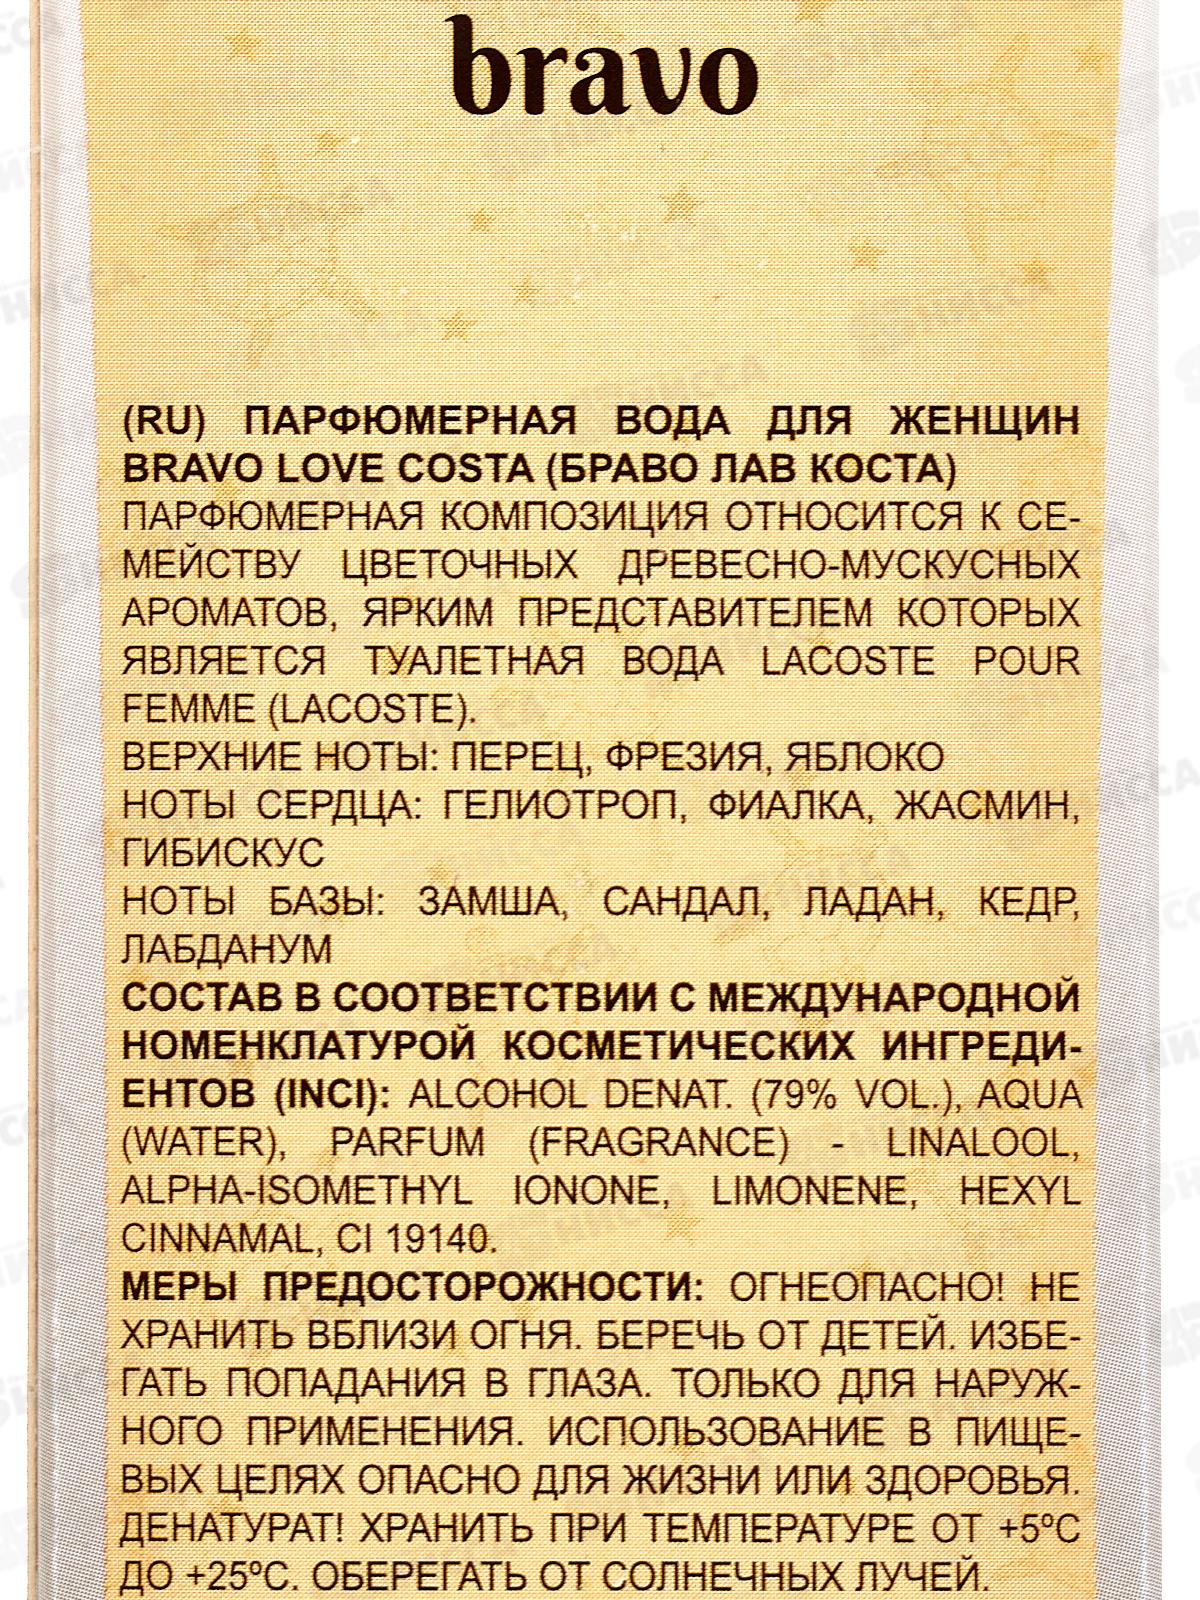 bravo
(RU) ПАРФЮМЕРНАЯ ВОДА ДЛЯ ЖЕНЩИН
BRAVO LOVE COSTA (БРАВО ЛАВ КОСТА)
ПАРФЮМЕРНАЯ КОМПОЗИЦИЯ ОТНОСИТСЯ К СЕ-
МЕЙСТВУ ЦВЕТОЧНЫХ ДРЕВЕСНО-МУСКУСНЫХ
АРОМАТОВ, ЯРКИМ ПРЕДСТАВИТЕЛЕМ КОТОРЫХ
ЯВЛЯЕТСЯ ТУАЛЕТНАЯ ВОДА LACOSTE POUR
FEMME (LACOSTE).
ВЕРХНИЕ НОТЫ: ПЕРЕЦ, ФРЕЗИЯ, ЯБЛОКО
НОТЫ СЕРДЦА: ГЕЛИОТРОП, ФИАЛКА, ЖАСМИН,
ГИБИСКУС
НОТЫ БАЗЫ: ЗАМША, САНДАЛ, ЛАДАН, КЕДР,
ЛАБДАНУМ
СОСТАВ В СООТВЕТСТВИИ С МЕЖДУНАРОДНОЙ
НОМЕНКЛАТУРОЙ КОСМЕТИЧЕСКИХ ИНГРЕДИ-
ЕНТОВ (INCI): ALCOHOL DENAT. (79% VOL.), AQUA
(WATER), PARFUM (FRAGRANCE) - LINALOOL,
ALPHA-ISOMETHYL IONONE, LIMONENE, HEXYL
CINNAMAL, CI 19140.
МЕРЫ ПРЕДОСТОРОЖНОСТИ: ОГНЕОПАСНО! НЕ
ХРАНИТЬ ВБЛИЗИ ОГНЯ. БЕРЕЧЬ ОТ ДЕТЕЙ. ИЗБЕ-
ГАТЬ ПОПАДАНИЯ В ГЛАЗА. ТОЛЬКО ДЛЯ НАРУЖ-
НОГО ПРИМЕНЕНИЯ. ИСПОЛЬЗОВАНИЕ В ПИЩЕ-
ВЫХ ЦЕЛЯХ ОПАСНО ДЛЯ ЖИЗНИ ИЛИ ЗДОРОВЬЯ.
ДЕНАТУРАТ! ХРАНИТЬ ПРИ ТЕМПЕРАТУРЕ ОТ +5ºС
ДО +25ºС. ОБЕРЕГАТЬ ОТ СОЛНЕЧНЫХ ЛУЧЕЙ.